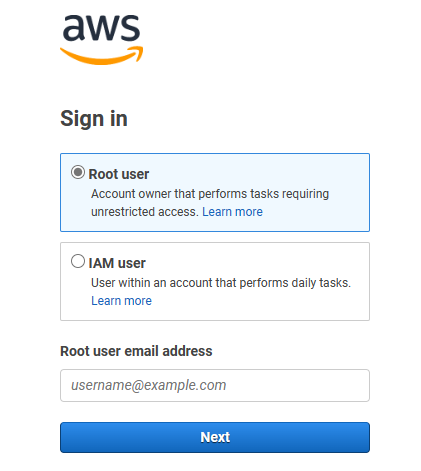 aws
Sign in
Root user
Account owner that performs tasks requiring
unrestricted access. Learn more
IAM user
User within an account that performs daily tasks.
Learn more
Root user email address
username@example.com
Next